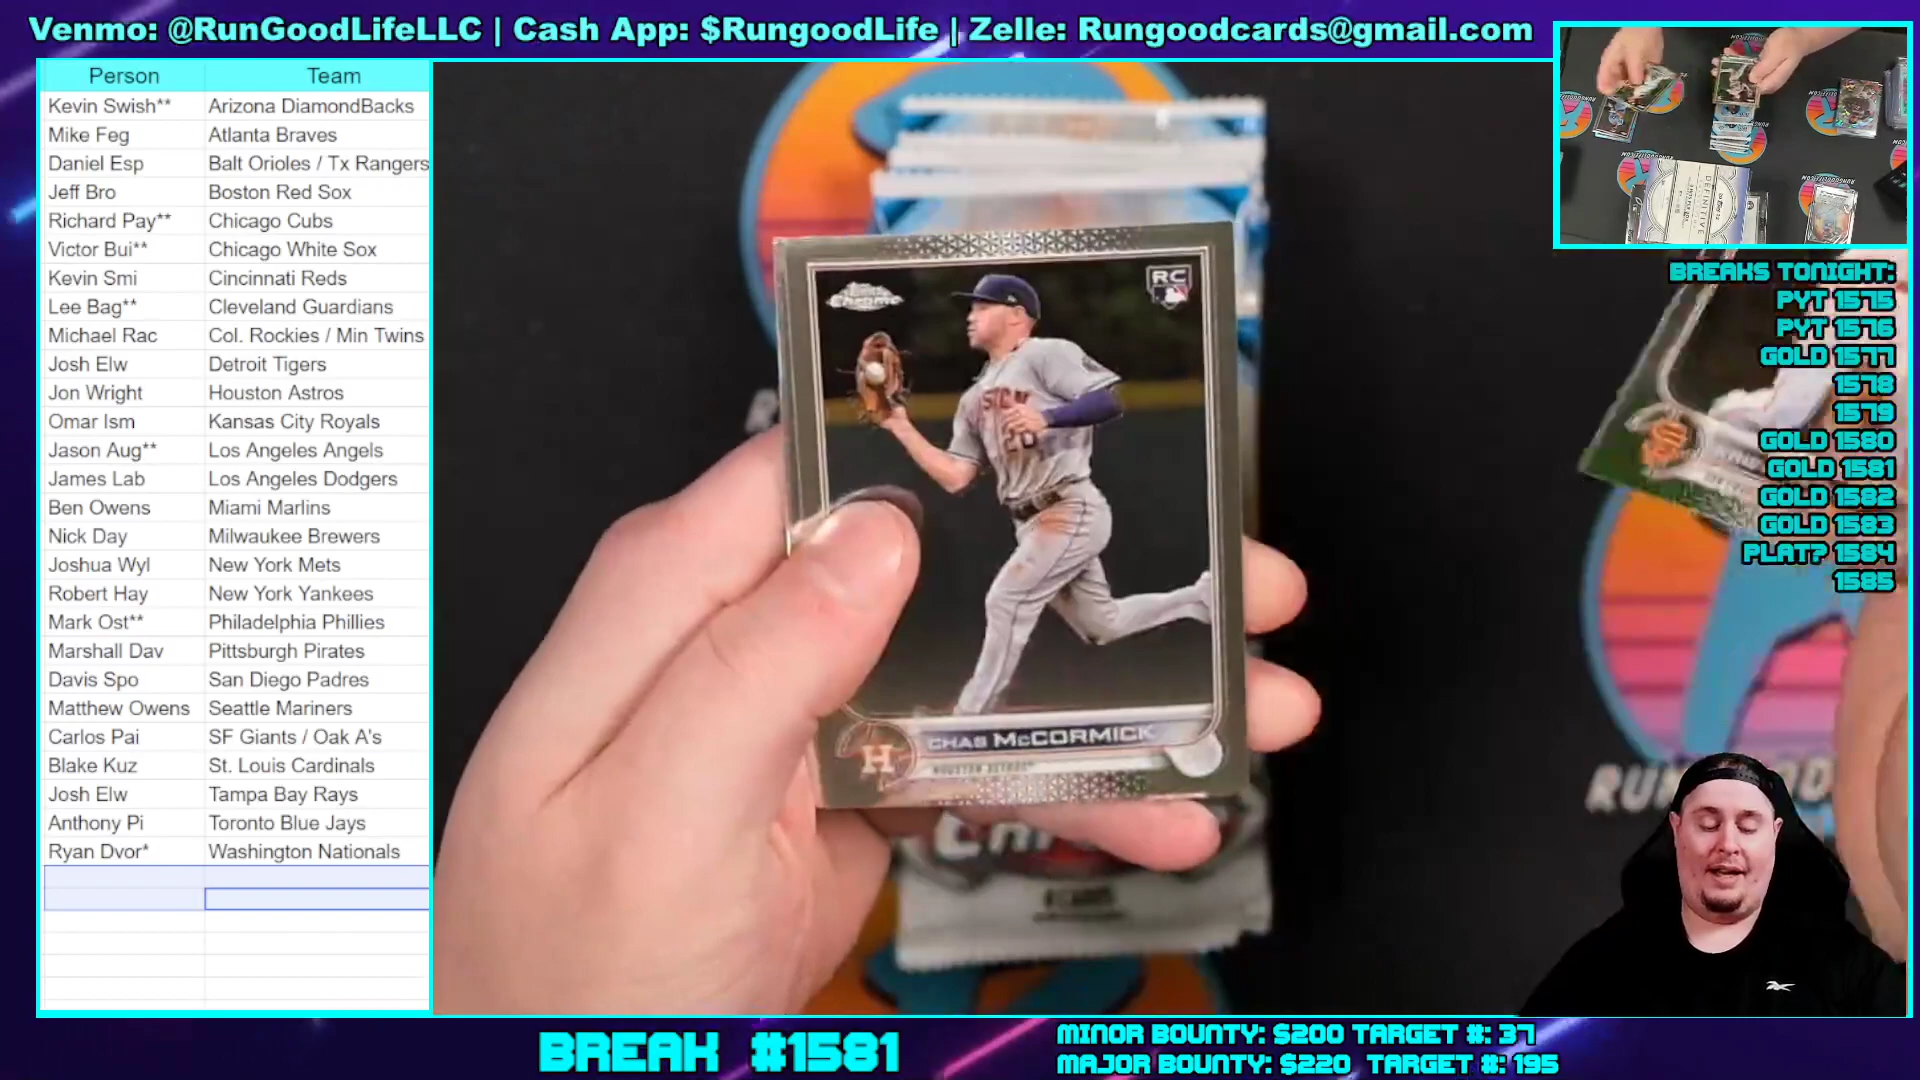 Venmo: @RunGoodLifeLLC | Cash App: $RungoodLife | Zelle: Rungoodcards@gmail.com
Person Team
Kevin Swish** Arizona DiamondBacks
Mike Feg Atlanta Braves
Daniel Esp Balt Orioles / Tx Rangers
Jeff Bro Boston Red Sox
Richard Pay** Chicago Cubs
Victor Bui** Chicago White Sox
Kevin Smi Cincinnati Reds
Lee Bag** Cleveland Guardians
Michael Rac Col. Rockies / Min Twins
Josh Elw Detroit Tigers
Jon Wright Houston Astros
Omar Ism Kansas City Royals
Jason Aug** Los Angeles Angels
James Lab Los Angeles Dodgers
Ben Owens Miami Marlins
Nick Day Milwaukee Brewers
Joshua Wyl New York Mets
Robert Hay New York Yankees
Mark Ost** Philadelphia Phillies
Marshall Dav Pittsburgh Pirates
Davis Spo San Diego Padres
Matthew Owens Seattle Mariners
Carlos Pai SF Giants / Oak A's
Blake Kuz St. Louis Cardinals
Josh Elw Tampa Bay Rays
Anthony Pi Toronto Blue Jays
Ryan Dvor* Washington Nationals
Topps
Chrome
RC
20
H
CHAS McCORMICK
HOUSTON ASTROS
DEFINITIVE
BREAKS TONIGHT:
PYT 1575
PYT 1576
GOLD 1577
1578
1579
GOLD 1580
GOLD 1581
GOLD 1582
GOLD 1583
PLAT? 1584
1585
BREAK #1581
MINOR BOUNTY: $200 TARGET #: 37
MAJOR BOUNTY: $220 TARGET #: 195